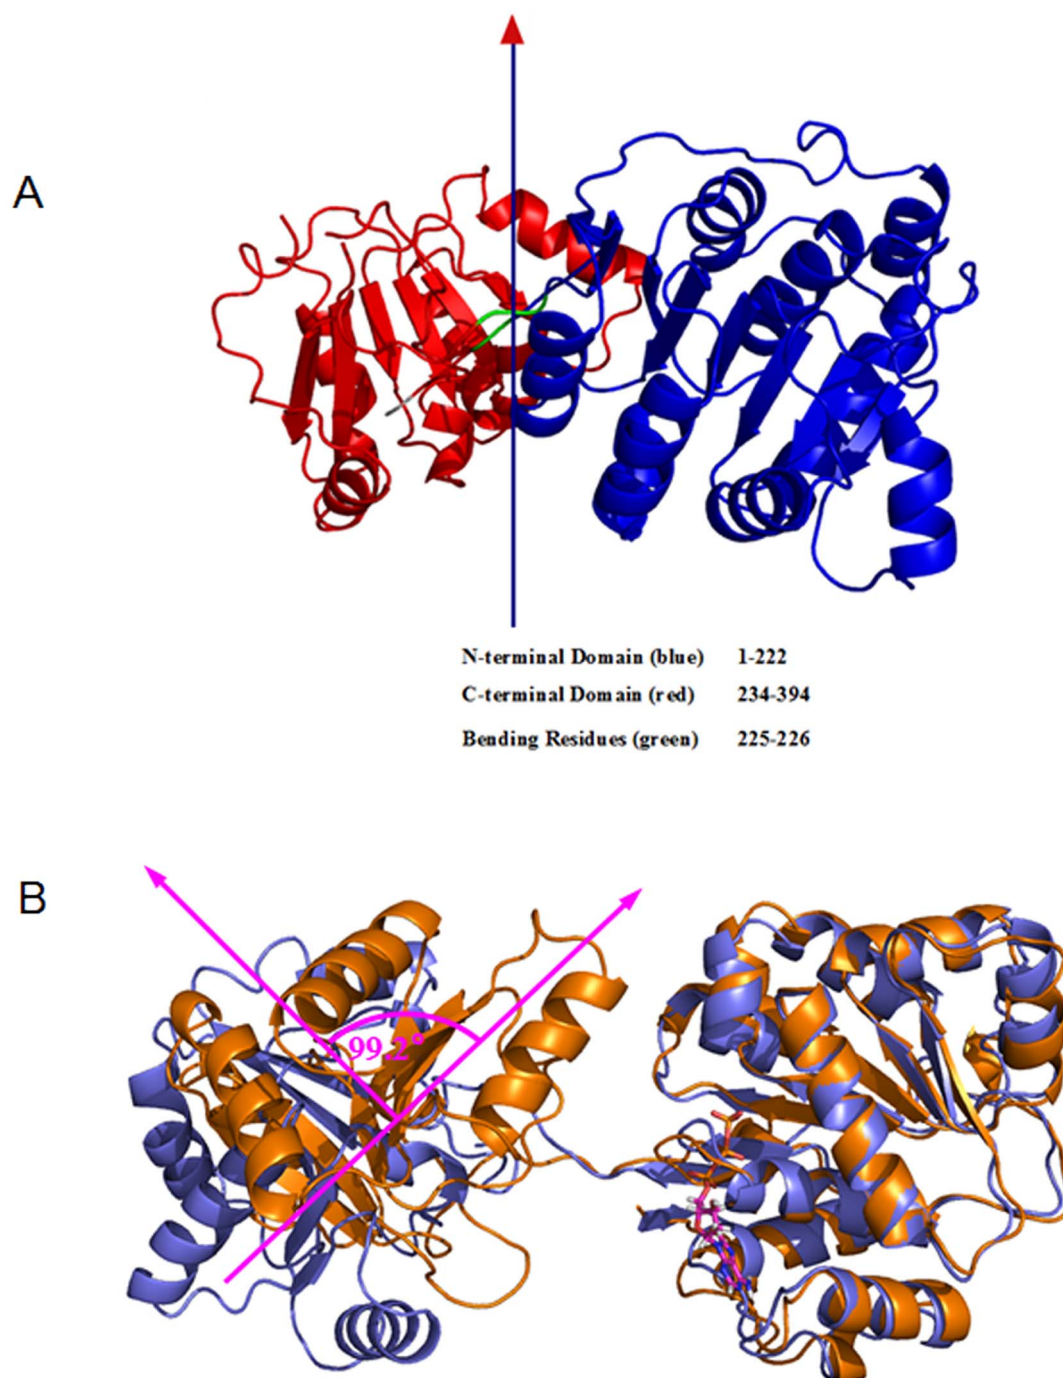 A
N-terminal Domain (blue) 1-222
C-terminal Domain (red) 234-394
Bending Residues (green) 225-226
B
99.2°